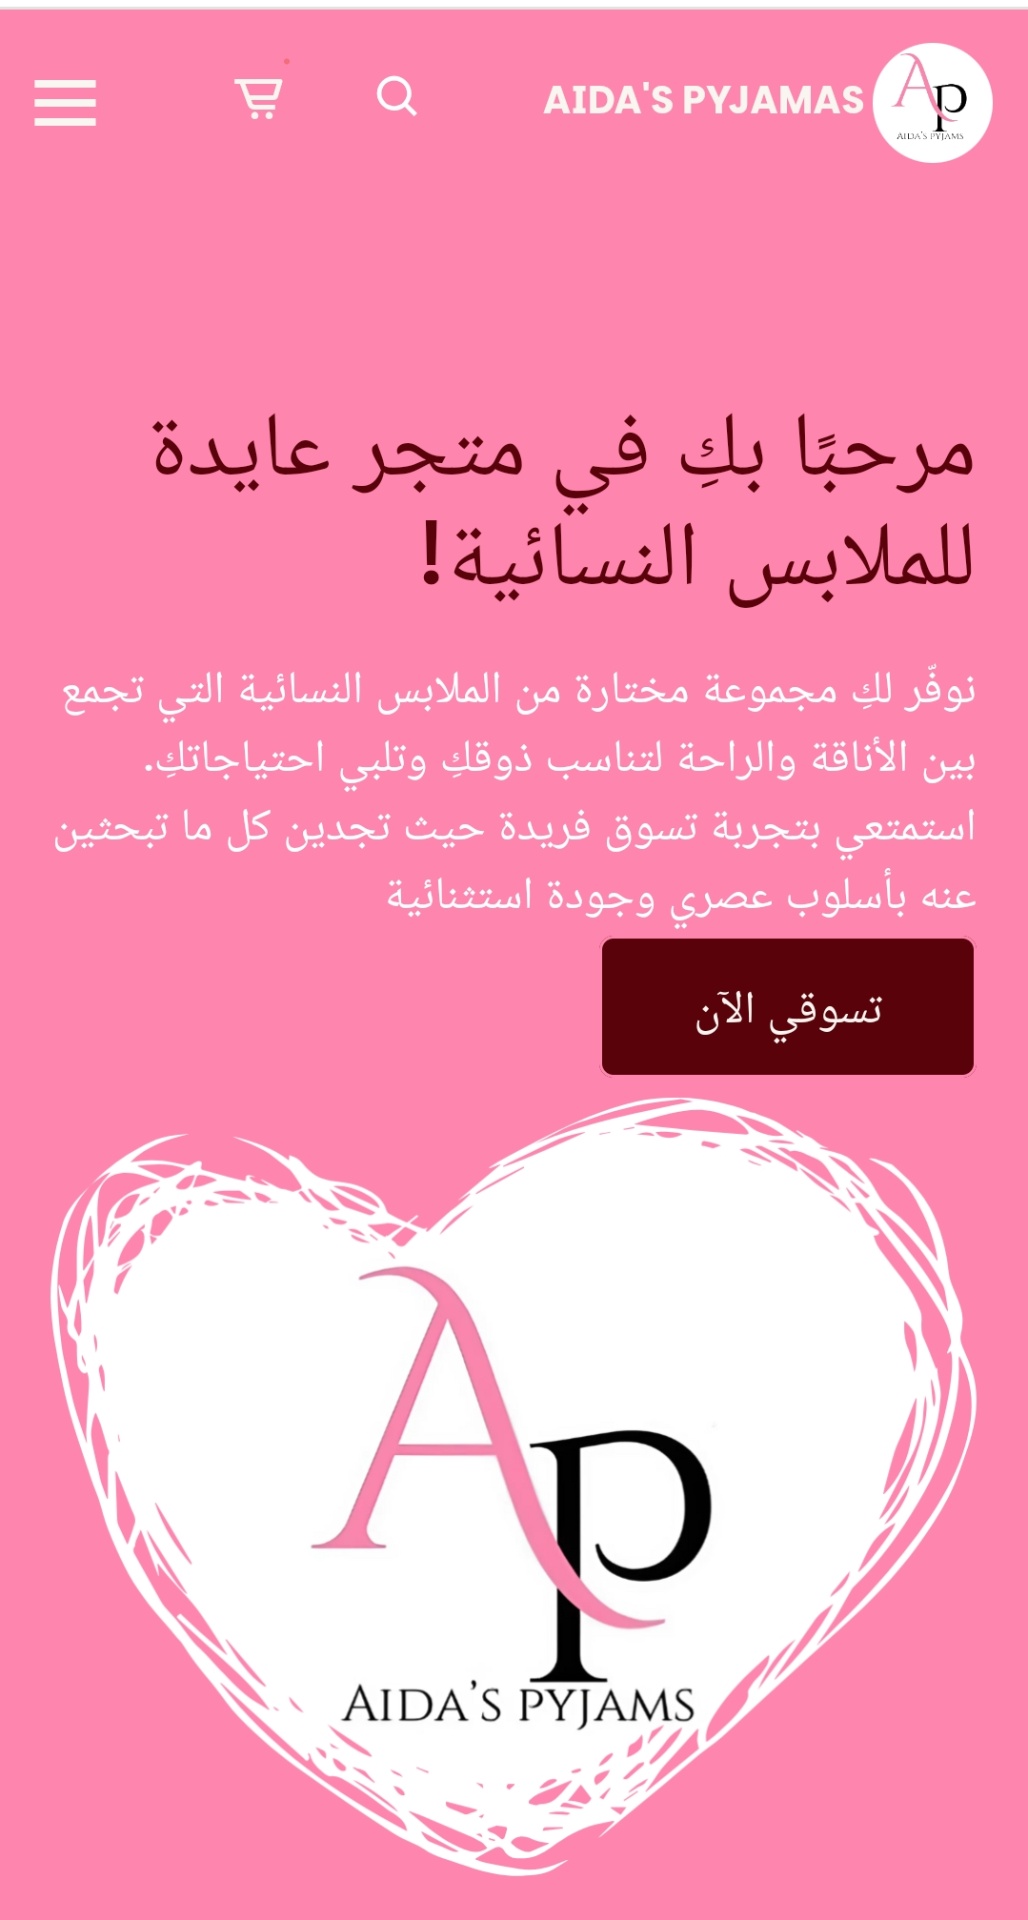 AIDA'S PYJAMAS
AP
AIDA'S PYJAMS
مرحبًا بكِ في متجر عايدة
للملابس النسائية!
نوفّر لكِ مجموعة مختارة من الملابس النسائية التي تجمع
بين الأناقة والراحة لتناسب ذوقكِ وتلبي احتياجاتكِ.
استمتعي بتجربة تسوق فريدة حيث تجدين كل ما تبحثين
عنه بأسلوب عصري وجودة استثنائية
تسوقي الآن
AP
AIDA'S PYJAMS